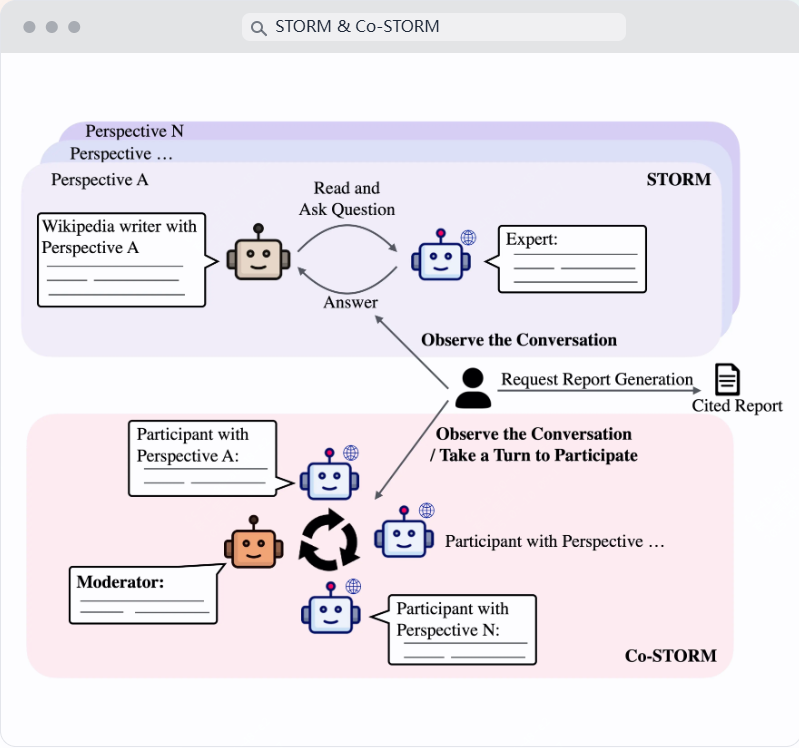 STORM & Co-STORM
Perspective N
Perspective …
Perspective A
STORM
Read and
Ask Question
Wikipedia writer with
Perspective A
Expert:
Answer
Observe the Conversation
Request Report Generation
Cited Report
Observe the Conversation
/ Take a Turn to Participate
Participant with
Perspective A:
Participant with Perspective …
Moderator:
Participant with
Perspective N:
Co-STORM